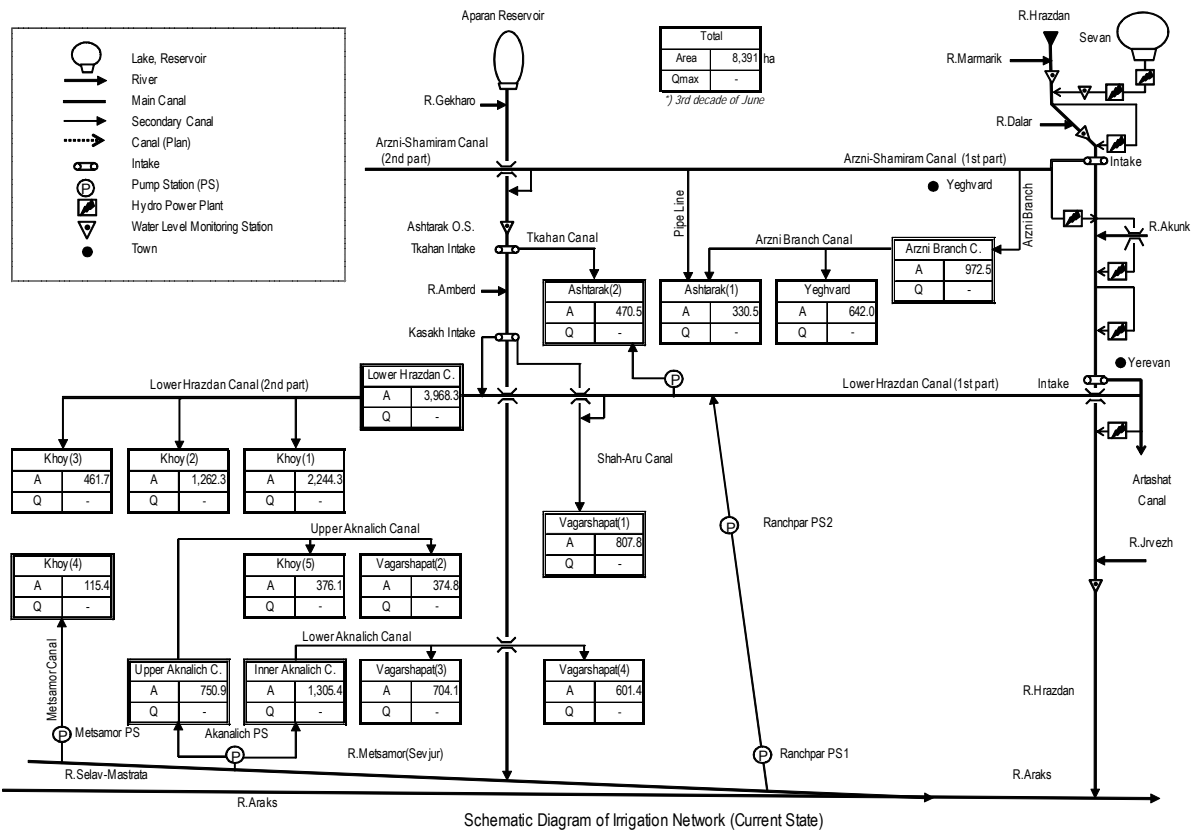 Aparan Reservoir
R.Hrazdan
Sevan
Total
Area 8,391 ha
Qmax -
*) 3rd decade of June
Lake, Reservoir
River
Main Canal
Secondary Canal
Canal (Plan)
Intake
P Pump Station (PS)
Hydro Power Plant
Water Level Monitoring Station
Town
R.Marmarik
R.Gekharo
R.Dalar
Arzni-Shamiram Canal
(2nd part)
Arzni-Shamiram Canal (1st part)
Intake
Yeghvard
Pipe Line
Arzni Branch
Ashtarak O.S.
Tkahan Intake
Tkahan Canal
Arzni Branch Canal
R.Akunk
Arzni Branch C.
A 972.5
Q -
R.Amberd
Ashtarak(2)
A 470.5
Q -
Ashtarak(1)
A 330.5
Q -
Yeghvard
A 642.0
Q -
Kasakh Intake
Yerevan
Lower Hrazdan Canal (2nd part)
Lower Hrazdan C.
A 3,968.3
Q -
P
Lower Hrazdan Canal (1st part)
Intake
Khoy(3)
A 461.7
Q -
Khoy(2)
A 1,262.3
Q -
Khoy(1)
A 2,244.3
Q -
Shah-Aru Canal
Artashat
Canal
Vagarshapat(1)
A 807.8
Q -
P
Ranchpar PS2
Upper Aknalich Canal
Khoy(4)
A 115.4
Q -
Khoy(5)
A 376.1
Q -
Vagarshapat(2)
A 374.8
Q -
R.Jrvezh
Metsamor Canal
Lower Aknalich Canal
Upper Aknalich C.
A 750.9
Q -
Inner Aknalich C.
A 1,305.4
Q -
Vagarshapat(3)
A 704.1
Q -
Vagarshapat(4)
A 601.4
Q -
R.Hrazdan
P Metsamor PS
Akanalich PS
P
R.Metsamor(Sevjur)
P Ranchpar PS1
R.Selav-Mastrata
R.Araks
R.Araks
Schematic Diagram of Irrigation Network (Current State)